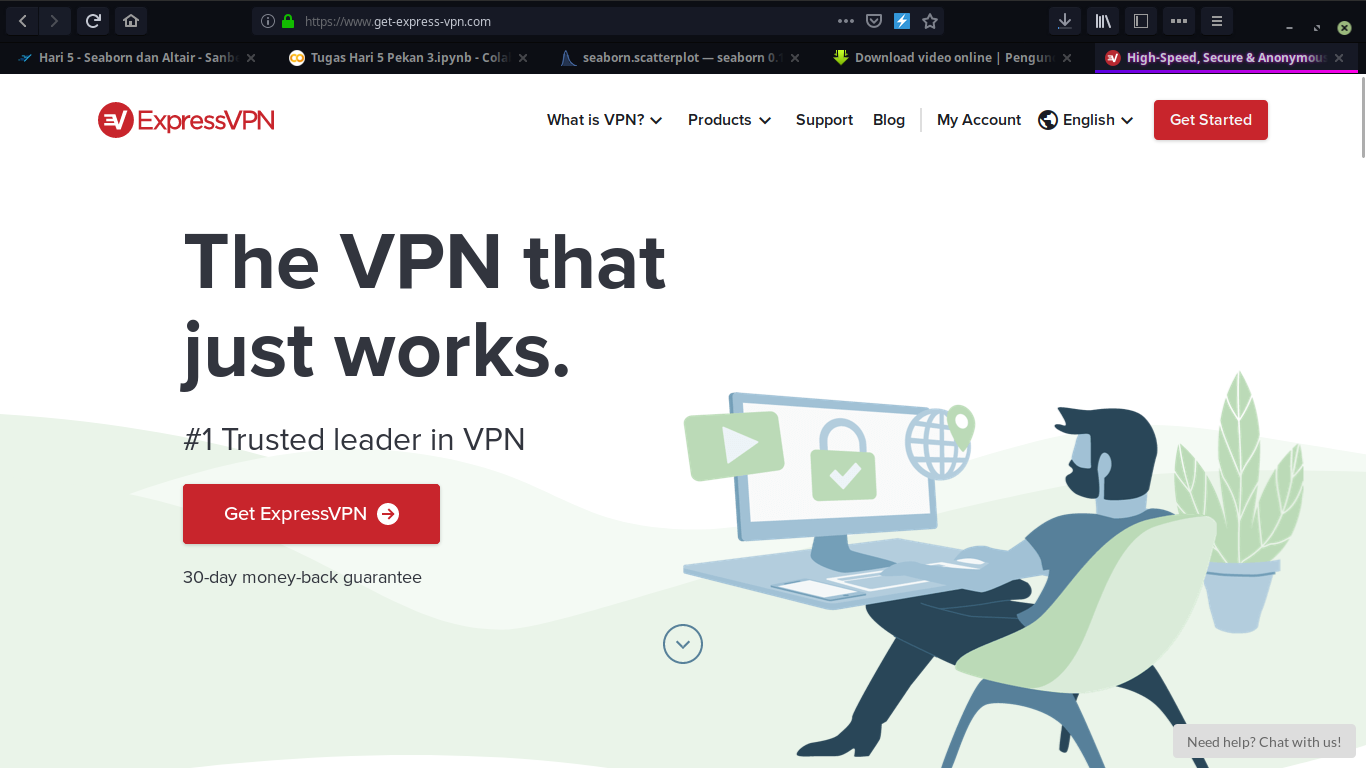 https://www.get-express-vpn.com
Hari 5 - Seaborn dan Altair - Sanb
Tugas Hari 5 Pekan 3.ipynb - Cola
seaborn.scatterplot — seaborn 0.1
Download video online | Pengun
High-Speed, Secure & Anonymous
ExpressVPN
What is VPN?
Products
Support
Blog
My Account
English
Get Started
The VPN that
just works.
#1 Trusted leader in VPN
Get ExpressVPN
30-day money-back guarantee
Need help? Chat with us!